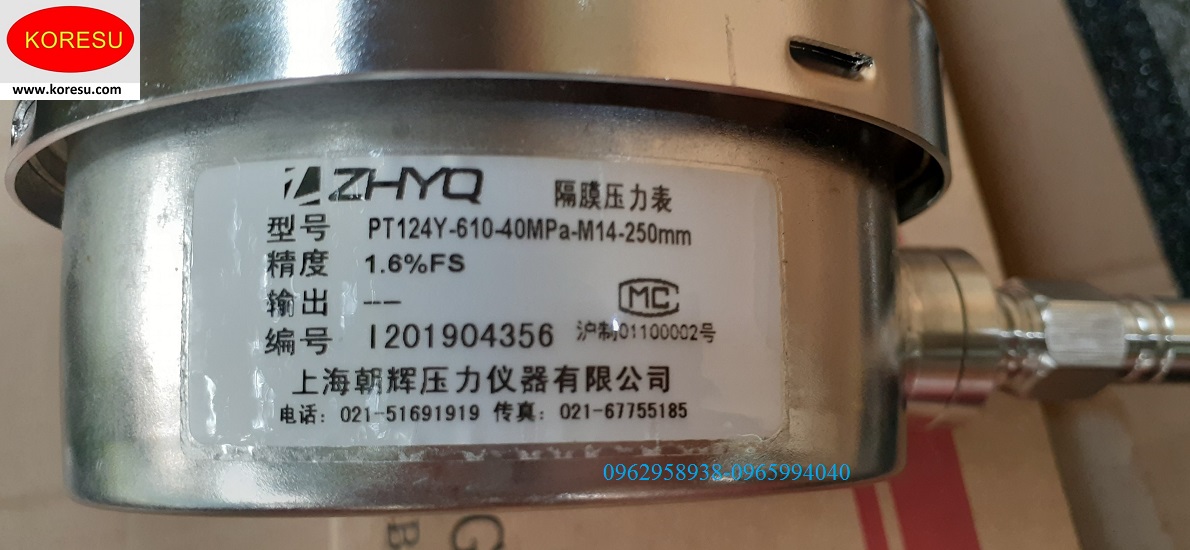 KORESU
www.koresu.com
ZHYQ 隔膜压力表
型号 PT124Y-610-40MPa-M14-250mm
精度 1.6%FS
输出 --
MC
编号 I201904356 沪制01100002号
上海朝辉压力仪器有限公司
电话: 021-51691919 传真: 021-67755185
0962958938-0965994040
G
B